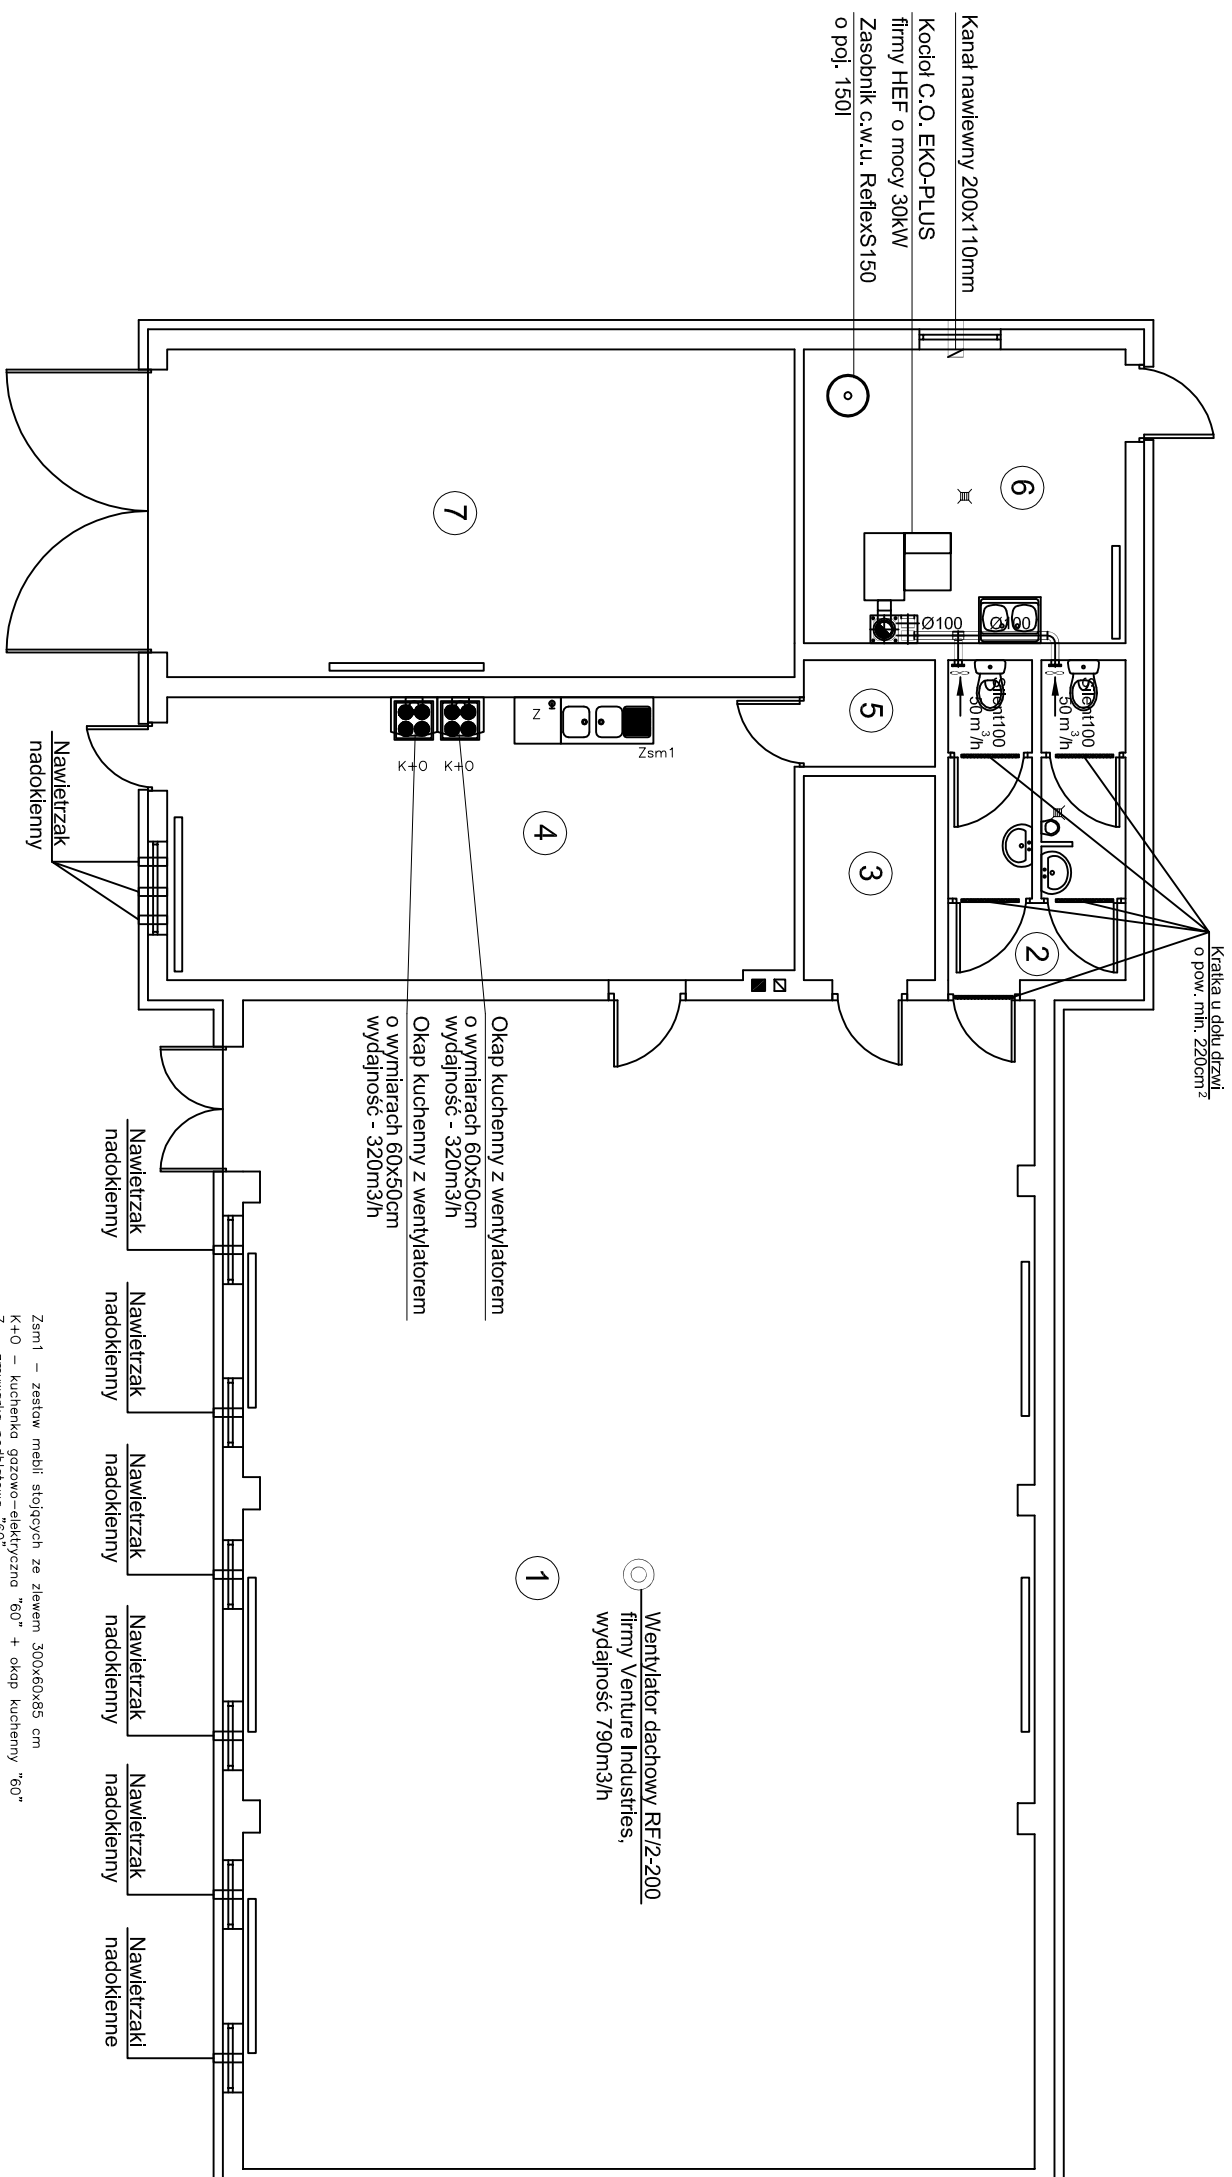 Kanał nawiewny 200x110mm
Kocioł C.O. EKO-PLUS
firmy HEF o mocy 30kW
Zasobnik c.w.u. ReflexS150
o poj. 150l
Kratka u dołu drzwi
o pow. min. 220cm²
6
7
5
4
3
2
1
Ø100
Ø100
Silent100
50 m³/h
Silent100
50 m³/h
Z
Zsm1
K+O
K+O
Nawietrzak
nadokienny
Okap kuchenny z wentylatorem
o wymiarach 60x50cm
wydajność - 320m3/h
Okap kuchenny z wentylatorem
o wymiarach 60x50cm
wydajność - 320m3/h
Wentylator dachowy RF/2-200
firmy Venture Industries,
wydajność 790m3/h
Nawietrzak
nadokienny
Nawietrzak
nadokienny
Nawietrzak
nadokienny
Nawietrzak
nadokienny
Nawietrzak
nadokienny
Nawietrzaki
nadokienne
Zsm1 – zestaw mebli stojących ze zlewem 300x60x85 cm
K+O – kuchenka gazowo–elektryczna "60" + okap kuchenny "60"